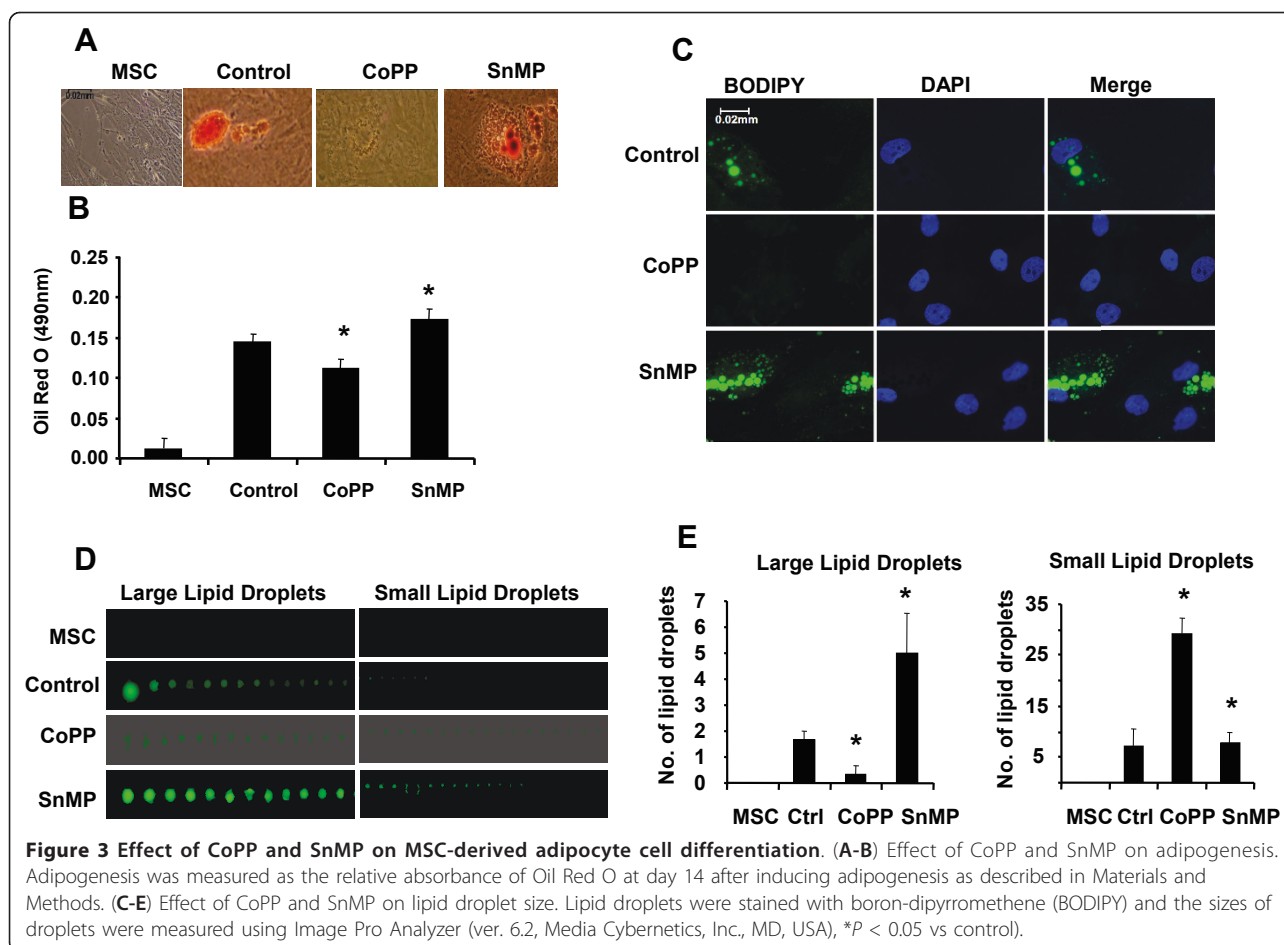 A
MSC Control CoPP SnMP
0.02mm
B
Oil Red O (490nm)
0.25
0.20
0.15
0.10
0.05
0.00
* *
MSC Control CoPP SnMP
C
BODIPY DAPI Merge
0.02mm
Control
CoPP
SnMP
D
Large Lipid Droplets Small Lipid Droplets
MSC
Control
CoPP
SnMP
E
Large Lipid Droplets
No. of lipid droplets
7
6
5
4
3
2
1
0
* *
MSC Ctrl CoPP SnMP
Small Lipid Droplets
No. of lipid droplets
35
25
15
5
* *
MSC Ctrl CoPP SnMP
Figure 3 Effect of CoPP and SnMP on MSC-derived adipocyte cell differentiation. (A-B) Effect of CoPP and SnMP on adipogenesis.
Adipogenesis was measured as the relative absorbance of Oil Red O at day 14 after inducing adipogenesis as described in Materials and
Methods. (C-E) Effect of CoPP and SnMP on lipid droplet size. Lipid droplets were stained with boron-dipyrromethene (BODIPY) and the sizes of
droplets were measured using Image Pro Analyzer (ver. 6.2, Media Cybernetics, Inc., MD, USA), *P < 0.05 vs control).